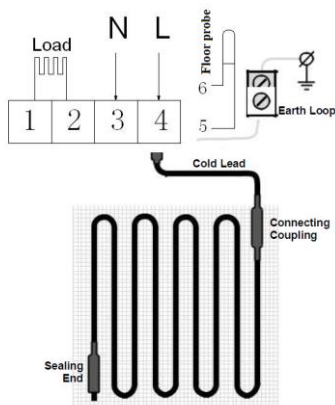 Load
N L
Floor probe
6
5
1 2 3 4
Earth Loop
Cold Lead
Connecting
Coupling
Sealing
End